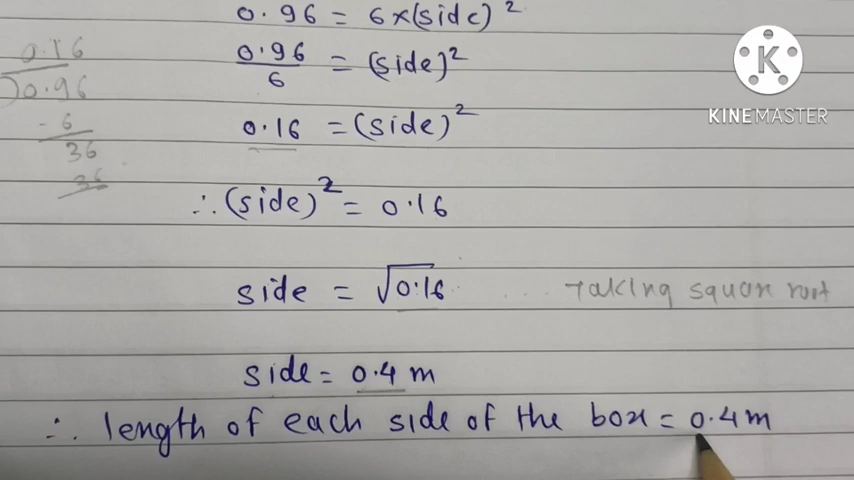 0.96 = 6×(side)²
0.96/6 = (side)²
0.16 = (side)²
∴ (side)² = 0.16
side = √0.16 .... Taking square root
side = 0.4 m
∴ length of each side of the box = 0.4 m
0.16
)0.96
- 6
36
36
K
KINEMASTER